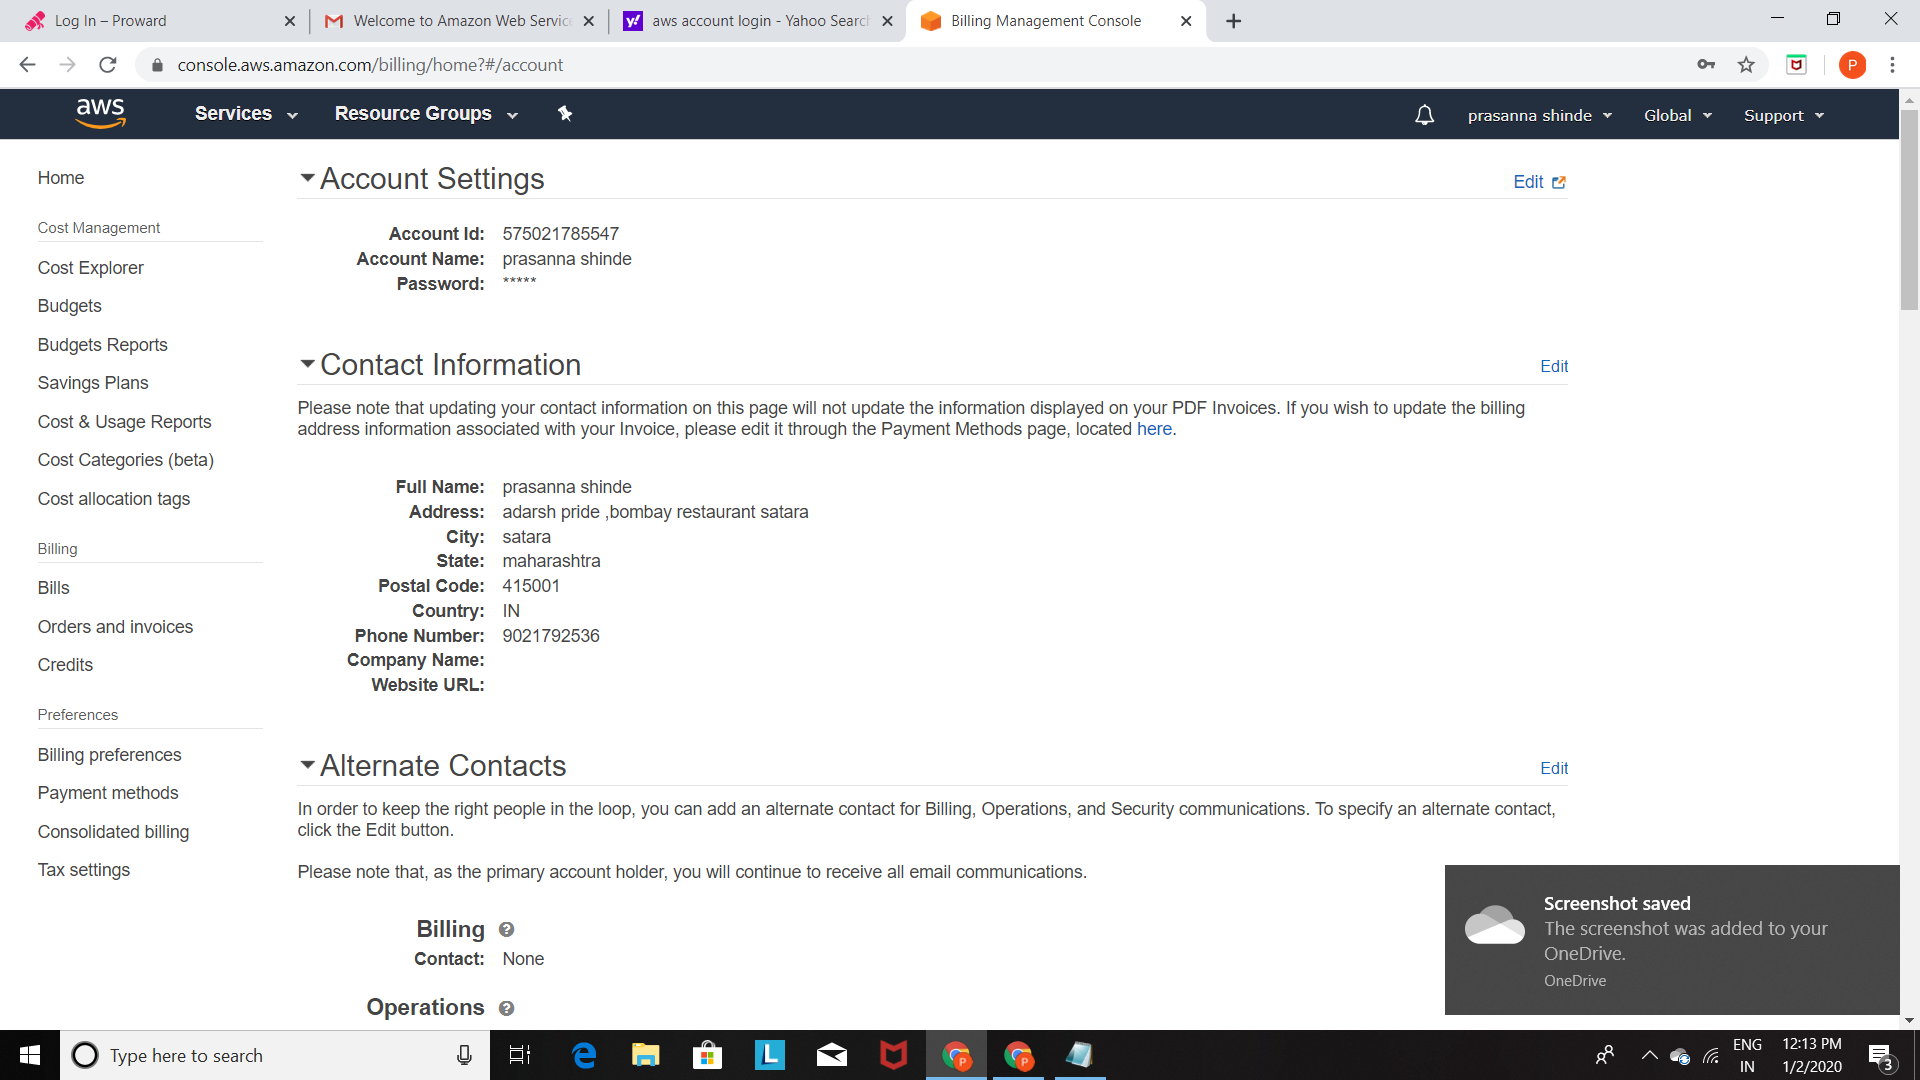 Log In – Proward
Welcome to Amazon Web Servic
aws account login - Yahoo Search
Billing Management Console
console.aws.amazon.com/billing/home?#/account
P
aws
Services
Resource Groups
prasanna shinde
Global
Support
Home
Cost Management
Cost Explorer
Budgets
Budgets Reports
Savings Plans
Cost & Usage Reports
Cost Categories (beta)
Cost allocation tags
Billing
Bills
Orders and invoices
Credits
Preferences
Billing preferences
Payment methods
Consolidated billing
Tax settings
Account Settings
Edit
Account Id: 575021785547
Account Name: prasanna shinde
Password: *****
Contact Information
Edit
Please note that updating your contact information on this page will not update the information displayed on your PDF Invoices. If you wish to update the billing
address information associated with your Invoice, please edit it through the Payment Methods page, located here.
Full Name: prasanna shinde
Address: adarsh pride ,bombay restaurant satara
City: satara
State: maharashtra
Postal Code: 415001
Country: IN
Phone Number: 9021792536
Company Name:
Website URL:
Alternate Contacts
Edit
In order to keep the right people in the loop, you can add an alternate contact for Billing, Operations, and Security communications. To specify an alternate contact,
click the Edit button.
Please note that, as the primary account holder, you will continue to receive all email communications.
Billing
Contact: None
Operations
Screenshot saved
The screenshot was added to your
OneDrive.
OneDrive
Type here to search
ENG
IN
12:13 PM
1/2/2020
3